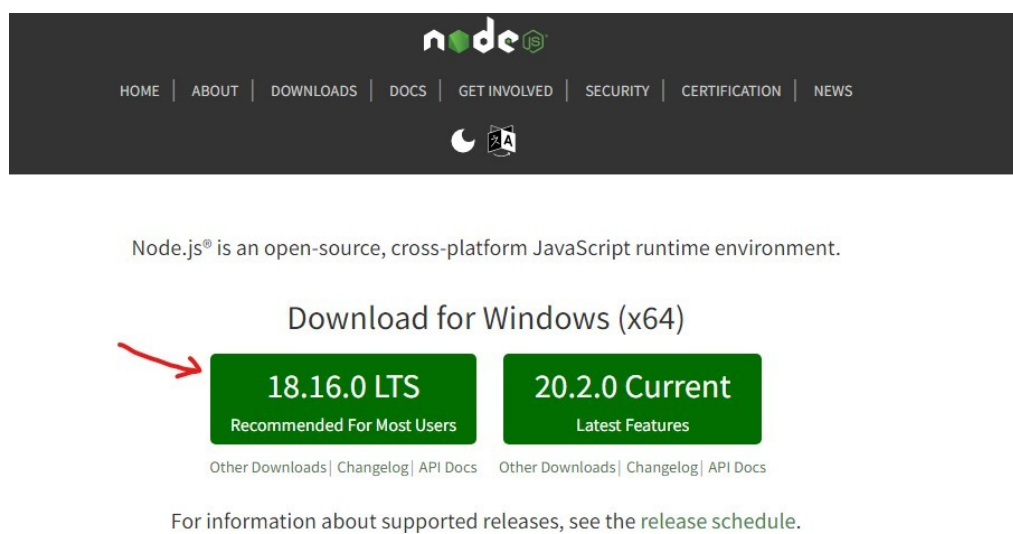 node JS®
HOME | ABOUT | DOWNLOADS | DOCS | GET INVOLVED | SECURITY | CERTIFICATION | NEWS
文A
Node.js® is an open-source, cross-platform JavaScript runtime environment.
Download for Windows (x64)
18.16.0 LTS 20.2.0 Current
Recommended For Most Users Latest Features
Other Downloads | Changelog | API Docs Other Downloads | Changelog | API Docs
For information about supported releases, see the release schedule.